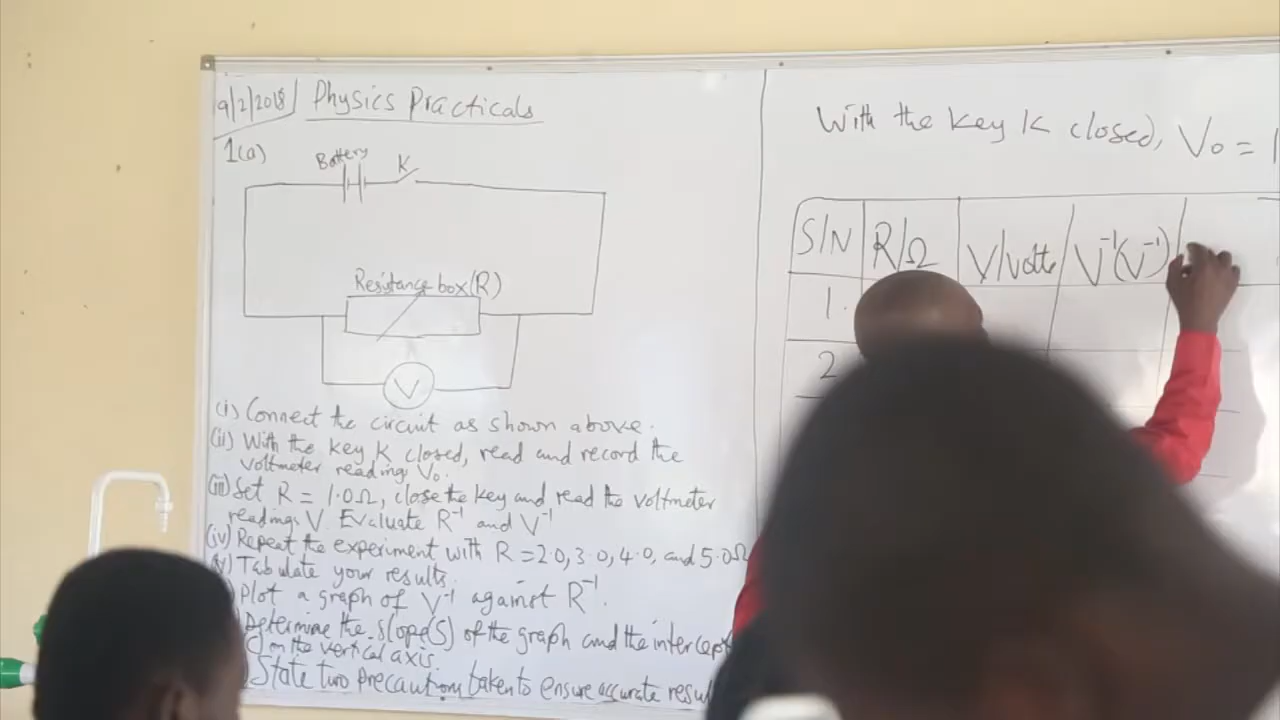 9/2/2018 Physics Practicals
1(a)
Battery K
Resistance box (R)
V
(i) Connect the circuit as shown above.
(ii) With the key K closed, read and record the
voltmeter reading V₀.
(iii) Set R = 1.0Ω, close the key and read the voltmeter
readings V. Evaluate R⁻¹ and V⁻¹
(iv) Repeat the experiment with R = 2.0, 3.0, 4.0, and 5.0Ω
(v) Tabulate your results.
Plot a graph of V⁻¹ against R⁻¹.
Determine the slope(S) of the graph and the intercept
on the vertical axis.
State two precautions taken to ensure accurate
With the key K closed, V₀ = 1
S/N R/Ω V/volts V⁻¹(V⁻¹)
1.
2